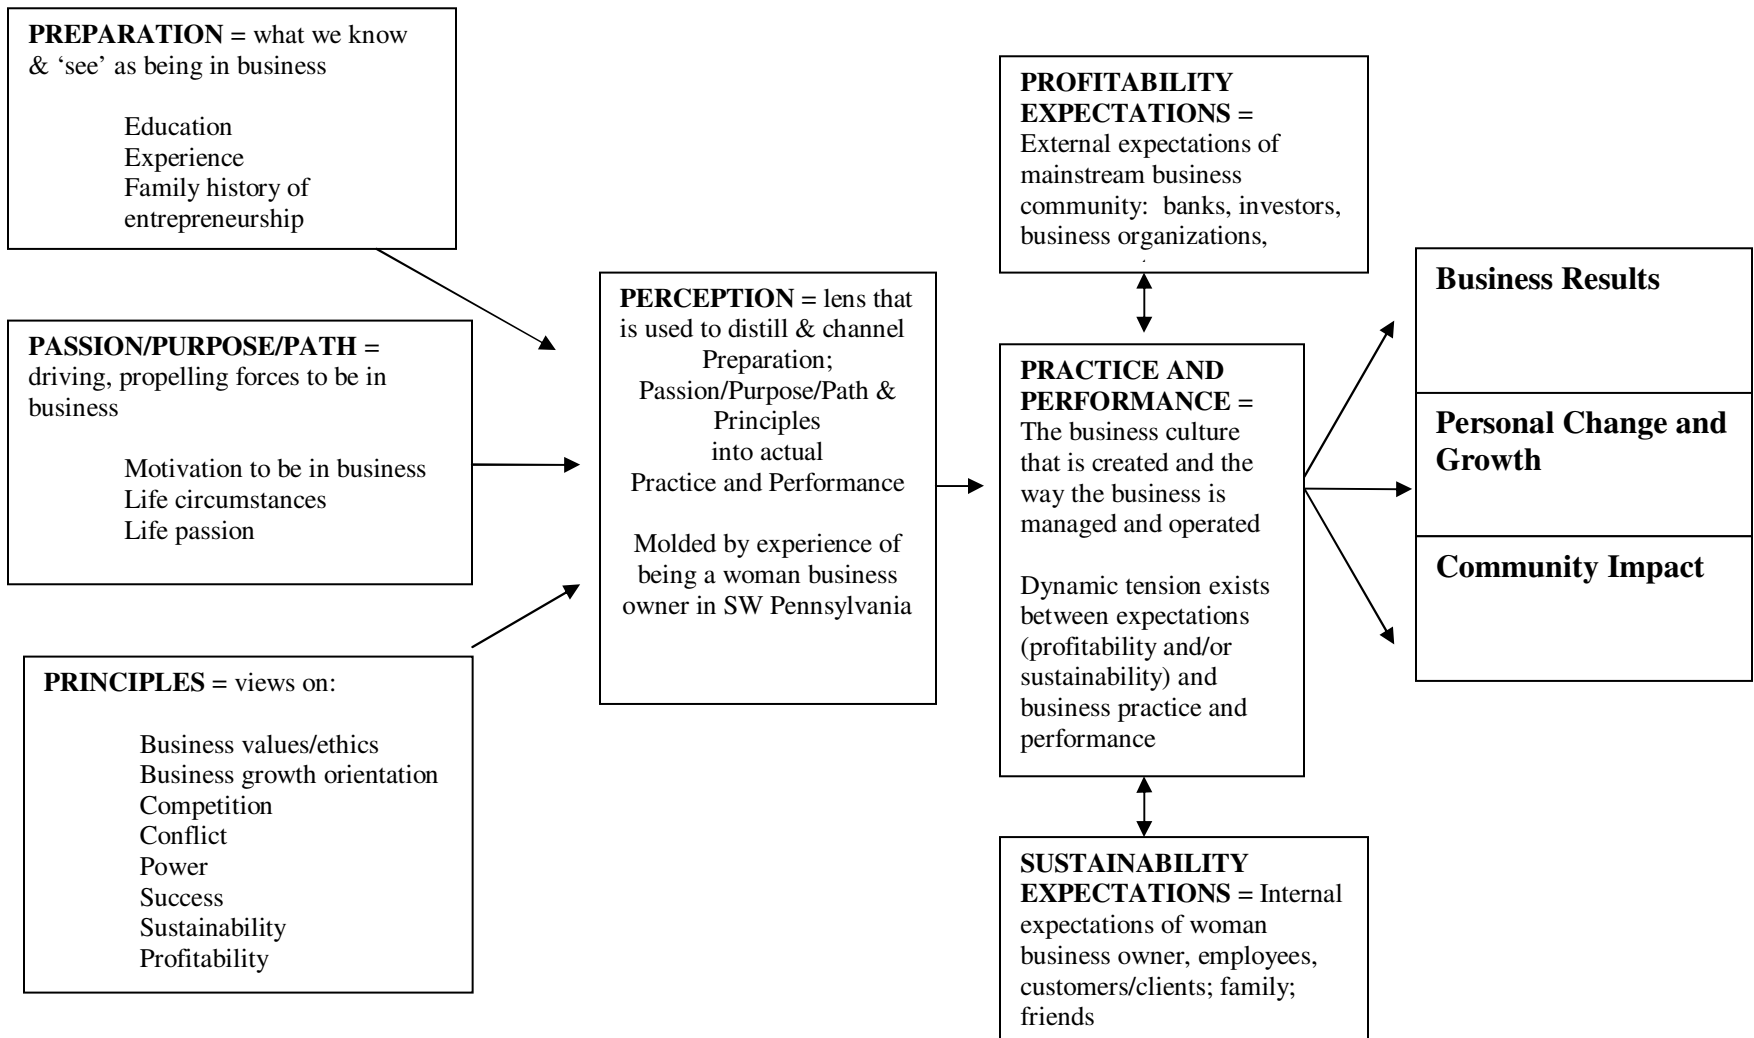 PREPARATION = what we know
& ‘see’ as being in business
Education
Experience
Family history of
entrepreneurship
PASSION/PURPOSE/PATH =
driving, propelling forces to be in
business
Motivation to be in business
Life circumstances
Life passion
PRINCIPLES = views on:
Business values/ethics
Business growth orientation
Competition
Conflict
Power
Success
Sustainability
Profitability
PERCEPTION = lens that
is used to distill & channel
Preparation;
Passion/Purpose/Path &
Principles
into actual
Practice and Performance
Molded by experience of
being a woman business
owner in SW Pennsylvania
PROFITABILITY
EXPECTATIONS =
External expectations of
mainstream business
community:  banks, investors,
business organizations,
PRACTICE AND
PERFORMANCE =
The business culture
that is created and the
way the business is
managed and operated
Dynamic tension exists
between expectations
(profitability and/or
sustainability) and
business practice and
performance
SUSTAINABILITY
EXPECTATIONS = Internal
expectations of woman
business owner, employees,
customers/clients; family;
friends
Business Results
Personal Change and
Growth
Community Impact